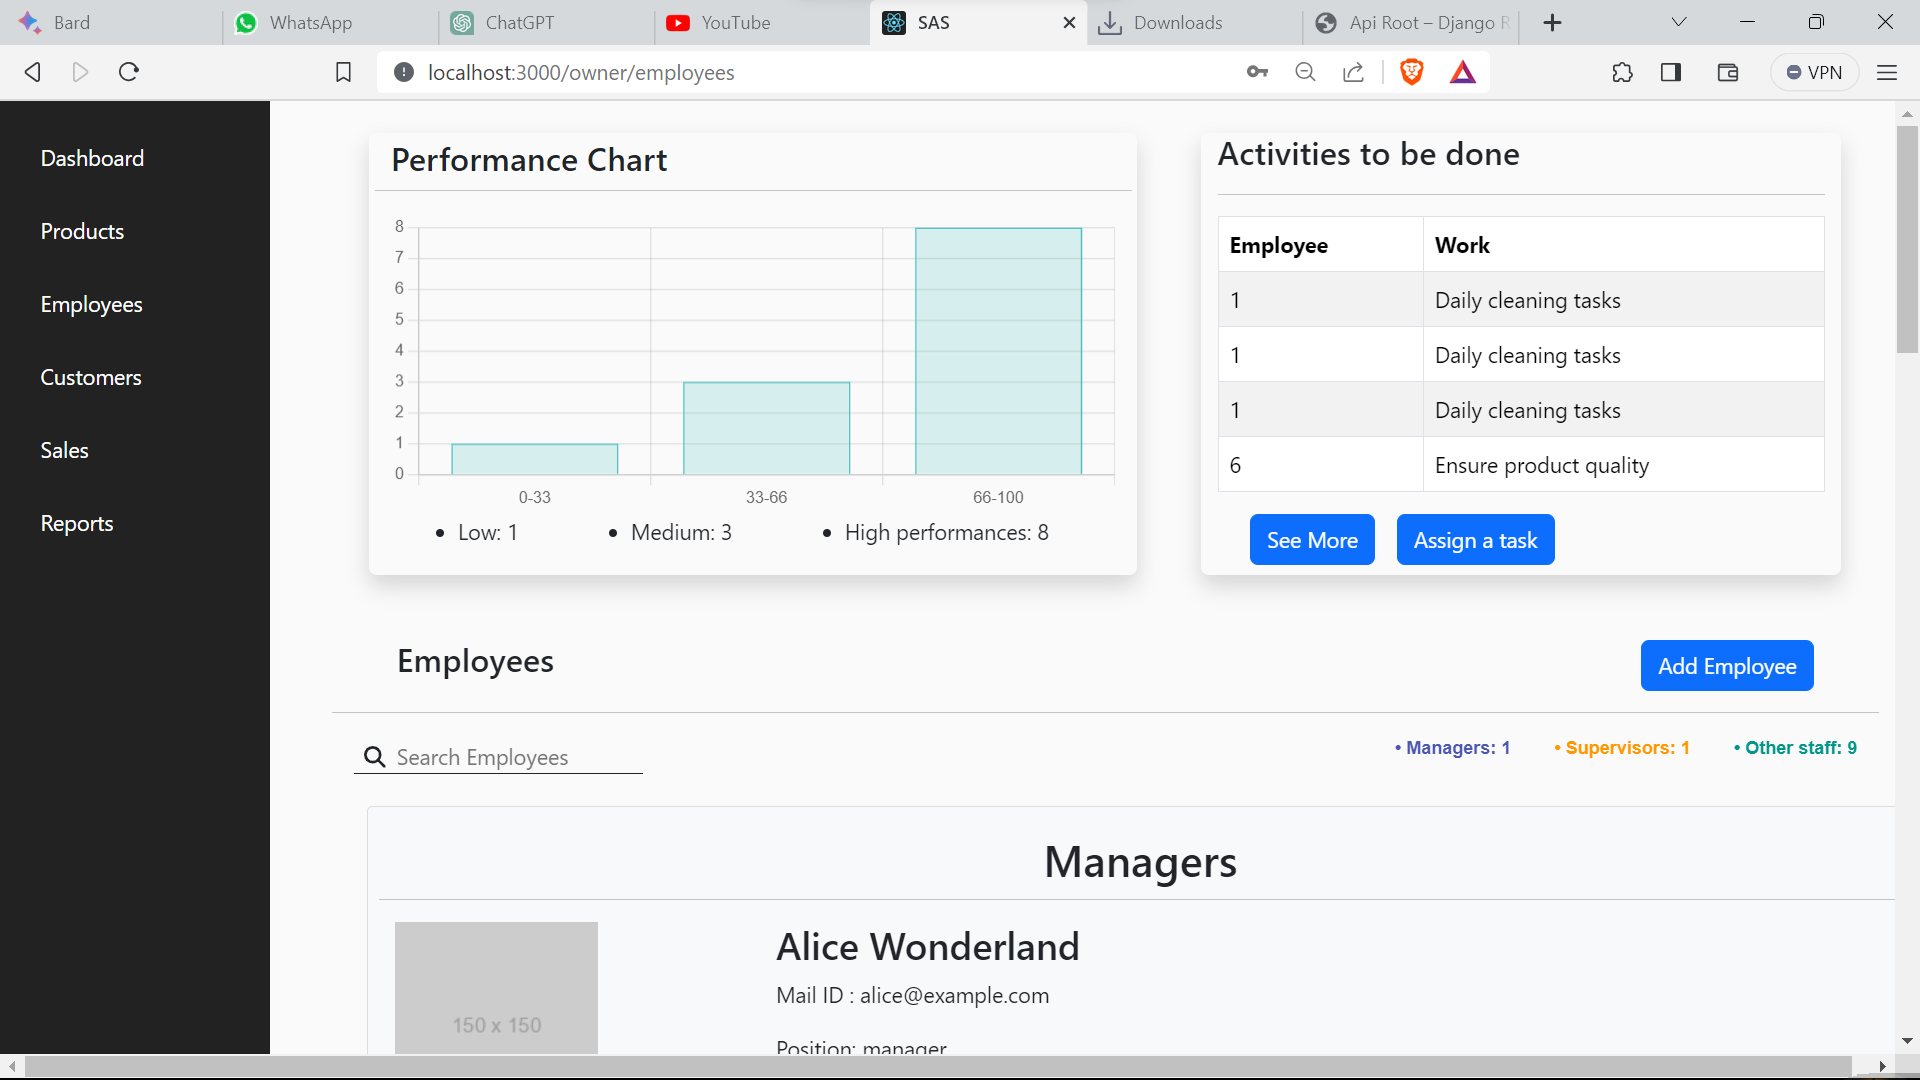 Bard
WhatsApp
ChatGPT
YouTube
SAS
Downloads
Api Root – Django R
localhost:3000/owner/employees
VPN
Dashboard
Products
Employees
Customers
Sales
Reports
Performance Chart
8
7
6
5
4
3
2
1
0
0-33 33-66 66-100
• Low: 1 • Medium: 3 • High performances: 8
Activities to be done
Employee Work
1 Daily cleaning tasks
1 Daily cleaning tasks
1 Daily cleaning tasks
6 Ensure product quality
See More Assign a task
Employees
Add Employee
Search Employees
• Managers: 1 • Supervisors: 1 • Other staff: 9
Managers
150 x 150
Alice Wonderland
Mail ID : alice@example.com
Position: manager